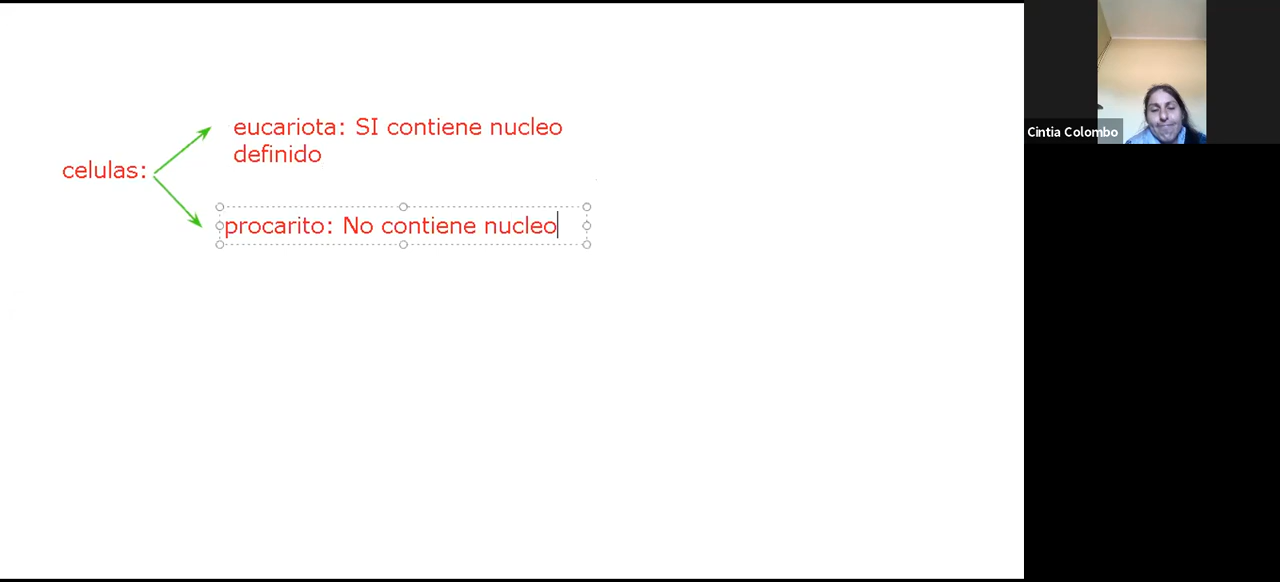 eucariota: SI contiene nucleo
definido
celulas:
procarito: No contiene nucleo
Cintia Colombo